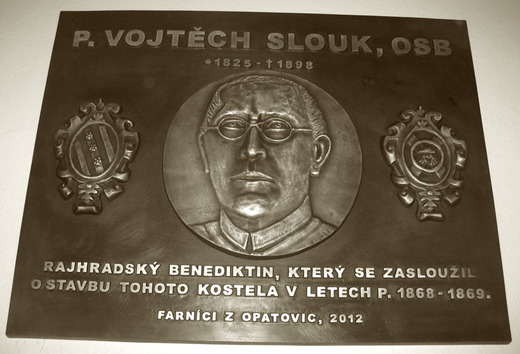 P. VOJTĚCH SLOUK, OSB
*1825 - †1898
RAJHRADSKÝ BENEDIKTIN, KTERÝ SE ZASLOUŽIL
O STAVBU TOHOTO KOSTELA V LETECH P. 1868 - 1869.
FARNÍCI Z OPATOVIC, 2012